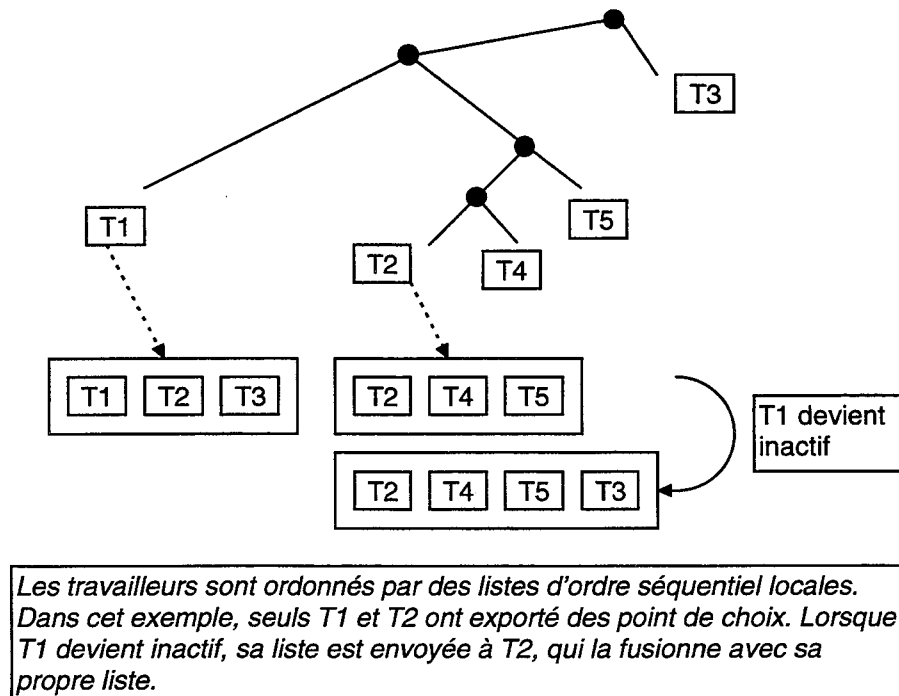 T3
T1
T5
T2
T4
T1 T2 T3
T2 T4 T5
T1 devient
inactif
T2 T4 T5 T3
Les travailleurs sont ordonnés par des listes d'ordre séquentiel locales.
Dans cet exemple, seuls T1 et T2 ont exporté des point de choix. Lorsque
T1 devient inactif, sa liste est envoyée à T2, qui la fusionne avec sa
propre liste.